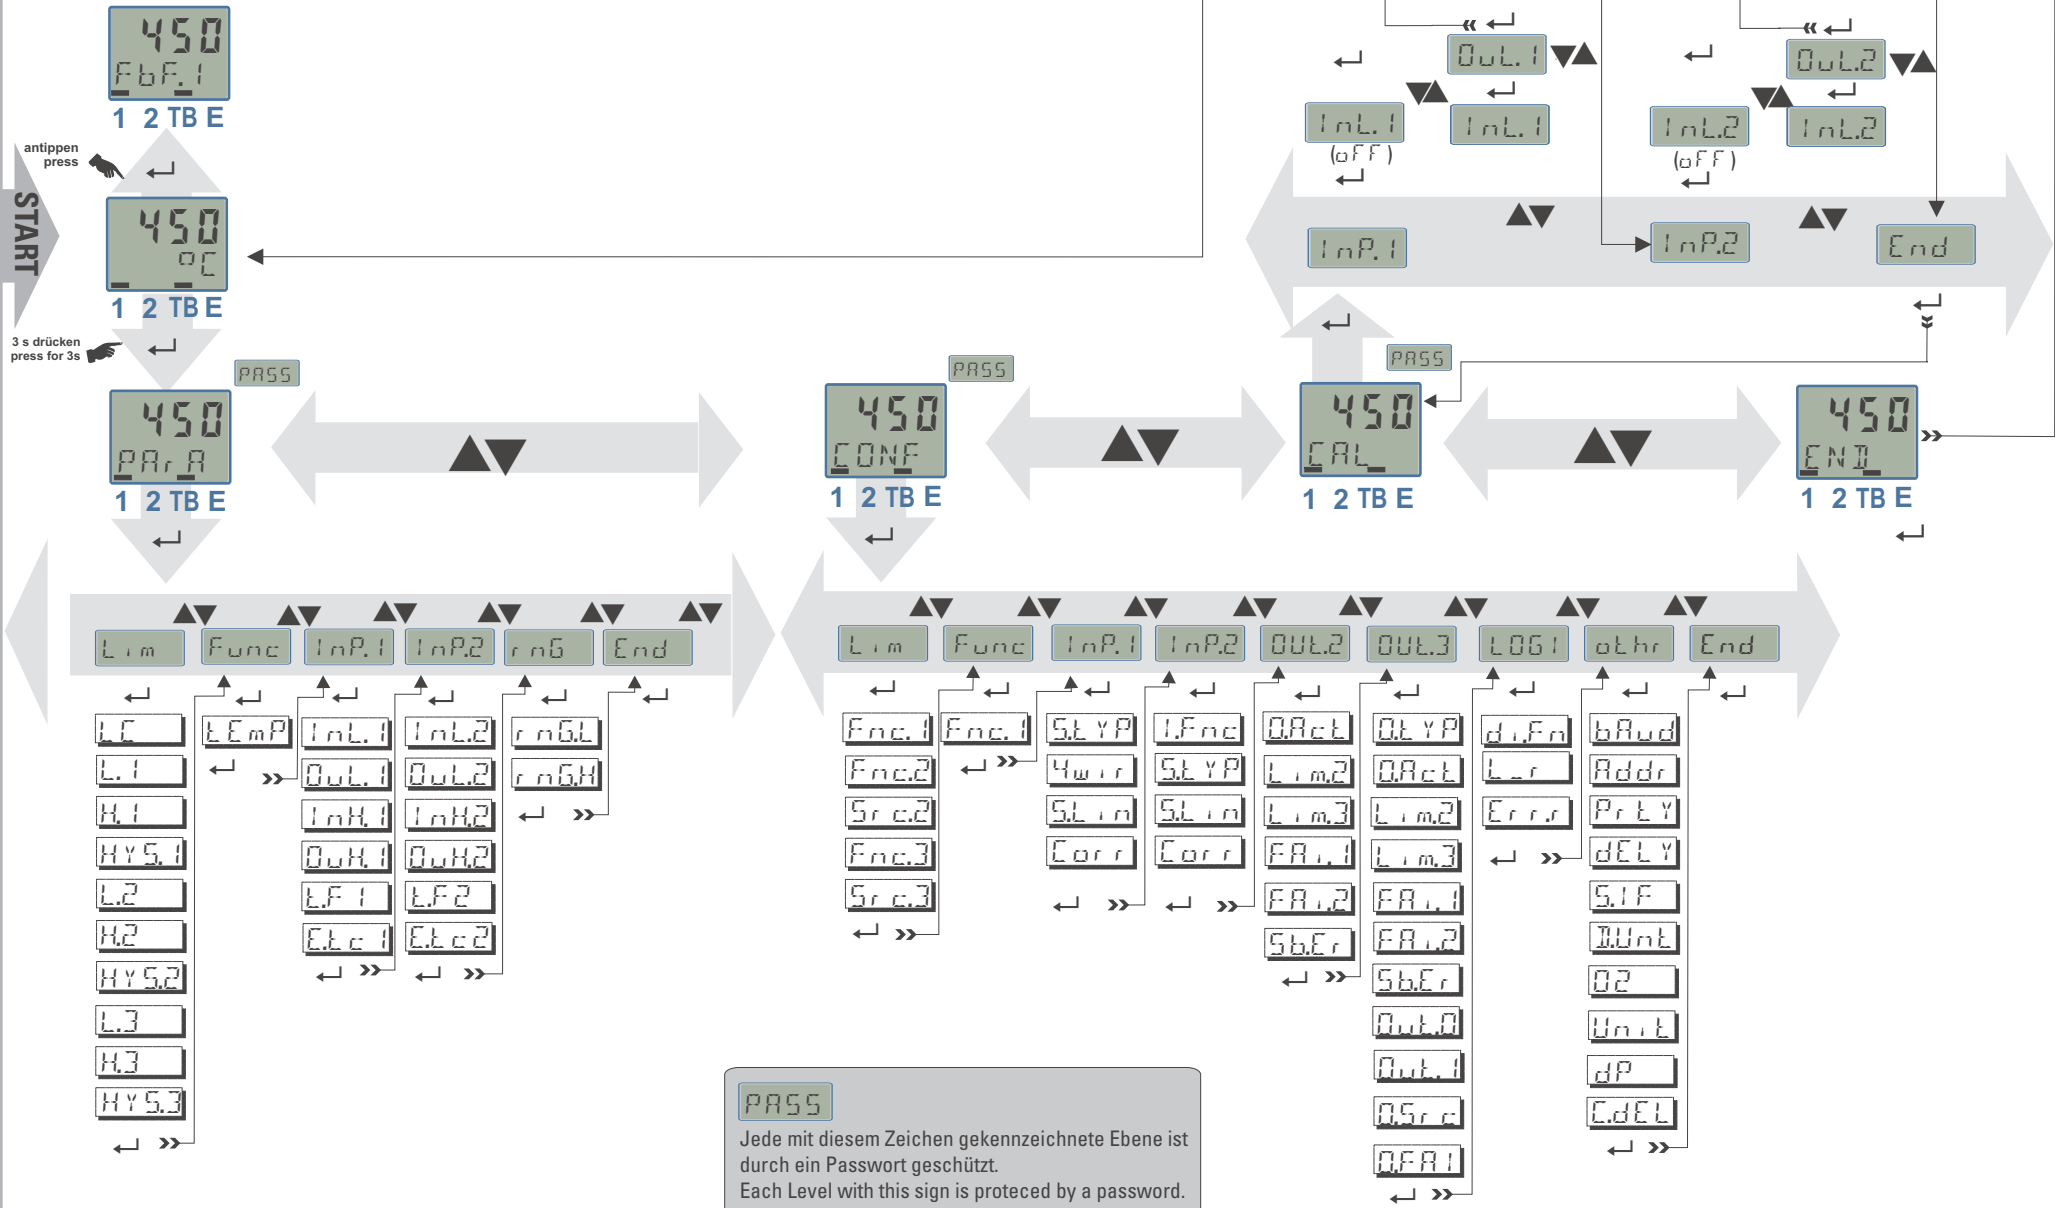 450
FbF.1
1 2 TB E
antippen
press
START
450
°C
1 2 TB E
3 s drücken
press for 3s
PASS
450
PArA
1 2 TB E
PASS
450
CONF
1 2 TB E
PASS
450
CAL
1 2 TB E
450
END
1 2 TB E
OuL.1
InL.1
(oFF)
InL.1
OuL.2
InL.2
(oFF)
InL.2
InP.1
InP.2
End
Lim
Func
InP.1
InP.2
rnG
End
LC
L.1
H.1
HYS.1
L.2
H.2
HYS.2
L.3
H.3
HYS.3
tEmP
InL.1
OuL.1
InH.1
OuH.1
t.F1
E.tc1
InL.2
OuL.2
InH.2
OuH.2
t.F2
E.tc2
rnG.L
rnG.H
Lim
Func
InP.1
InP.2
OUt.2
OUt.3
LOGI
othr
End
Fnc.1
Fnc.2
Src.2
Fnc.3
Src.3
Fnc.1
S.tYP
4wir
S.Lin
Corr
I.Fnc
S.tYP
S.Lin
Corr
O.Act
Lim.2
Lim.3
FAi.1
FAi.2
Sb.Er
O.tYP
O.Act
Lim.2
Lim.3
FAi.1
FAi.2
Sb.Er
Out.0
Out.1
O.Src
O.FAI
di.Fn
L_r
Err.r
bAud
Addr
PrtY
dELY
S.IF
D.Unt
O2
Unit
dP
C.dEL
PASS
Jede mit diesem Zeichen gekennzeichnete Ebene ist
durch ein Passwort geschützt.
Each Level with this sign is proteced by a password.